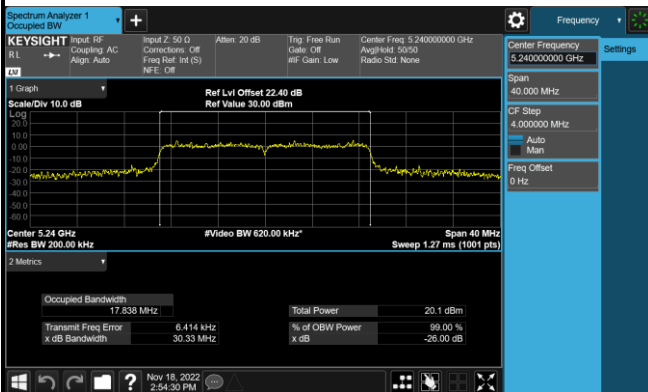 Spectrum Analyzer 1
Occupied BW
Frequency
KEYSIGHT
R L
LXI
Input: RF
Coupling: AC
Align: Auto
Input Z: 50 Ω
Corrections: Off
Freq Ref: Int (S)
NFE: Off
Atten: 20 dB
Trig: Free Run
Gate: Off
#IF Gain: Low
Center Freq: 5.240000000 GHz
Avg|Hold: 50/50
Radio Std: None
Center Frequency
5.240000000 GHz
Settings
Span
40.000 MHz
CF Step
4.000000 MHz
Auto
Man
Freq Offset
0 Hz
1 Graph
Scale/Div 10.0 dB
Ref Lvl Offset 22.40 dB
Ref Value 30.00 dBm
Log
20.0
10.0
0.00
-10.0
-20.0
-30.0
-40.0
-50.0
-60.0
Center 5.24 GHz
#Res BW 200.00 kHz
#Video BW 620.00 kHz*
Span 40 MHz
Sweep 1.27 ms (1001 pts)
2 Metrics
Occupied Bandwidth
17.838 MHz
Total Power 20.1 dBm
Transmit Freq Error 6.414 kHz
% of OBW Power 99.00 %
x dB Bandwidth 30.33 MHz
x dB -26.00 dB
Nov 18, 2022
2:54:30 PM